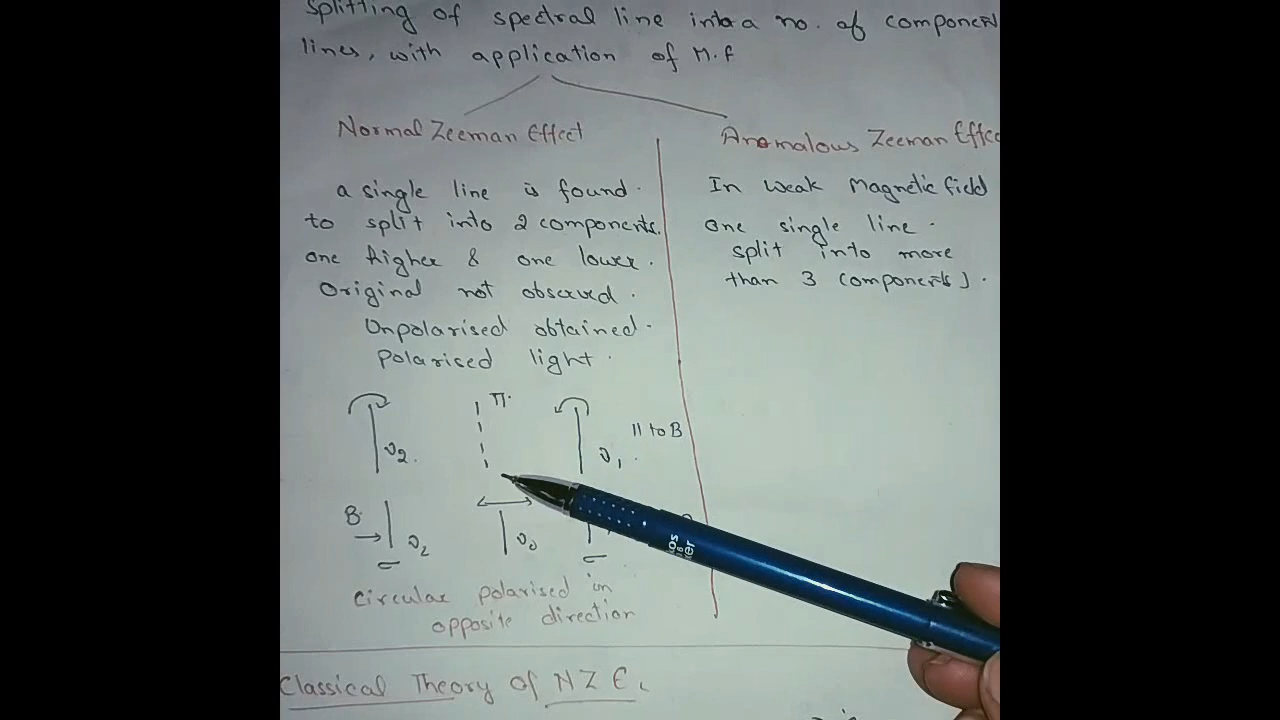 Splitting of spectral line into a no. of component
lines, with application of M.F
Normal Zeeman Effect
a single line is found.
to split into 2 components.
one higher & one lower.
Original not observed.
Unpolarised obtained.
polarised light.
Anomalous Zeeman Effec
In weak Magnetic field
one single line.
split into more
than 3 components).
π.
ν2.
ν1.
11 to B
B
ν2
ν0
circular polarised in
opposite direction
Classical Theory of NZE.